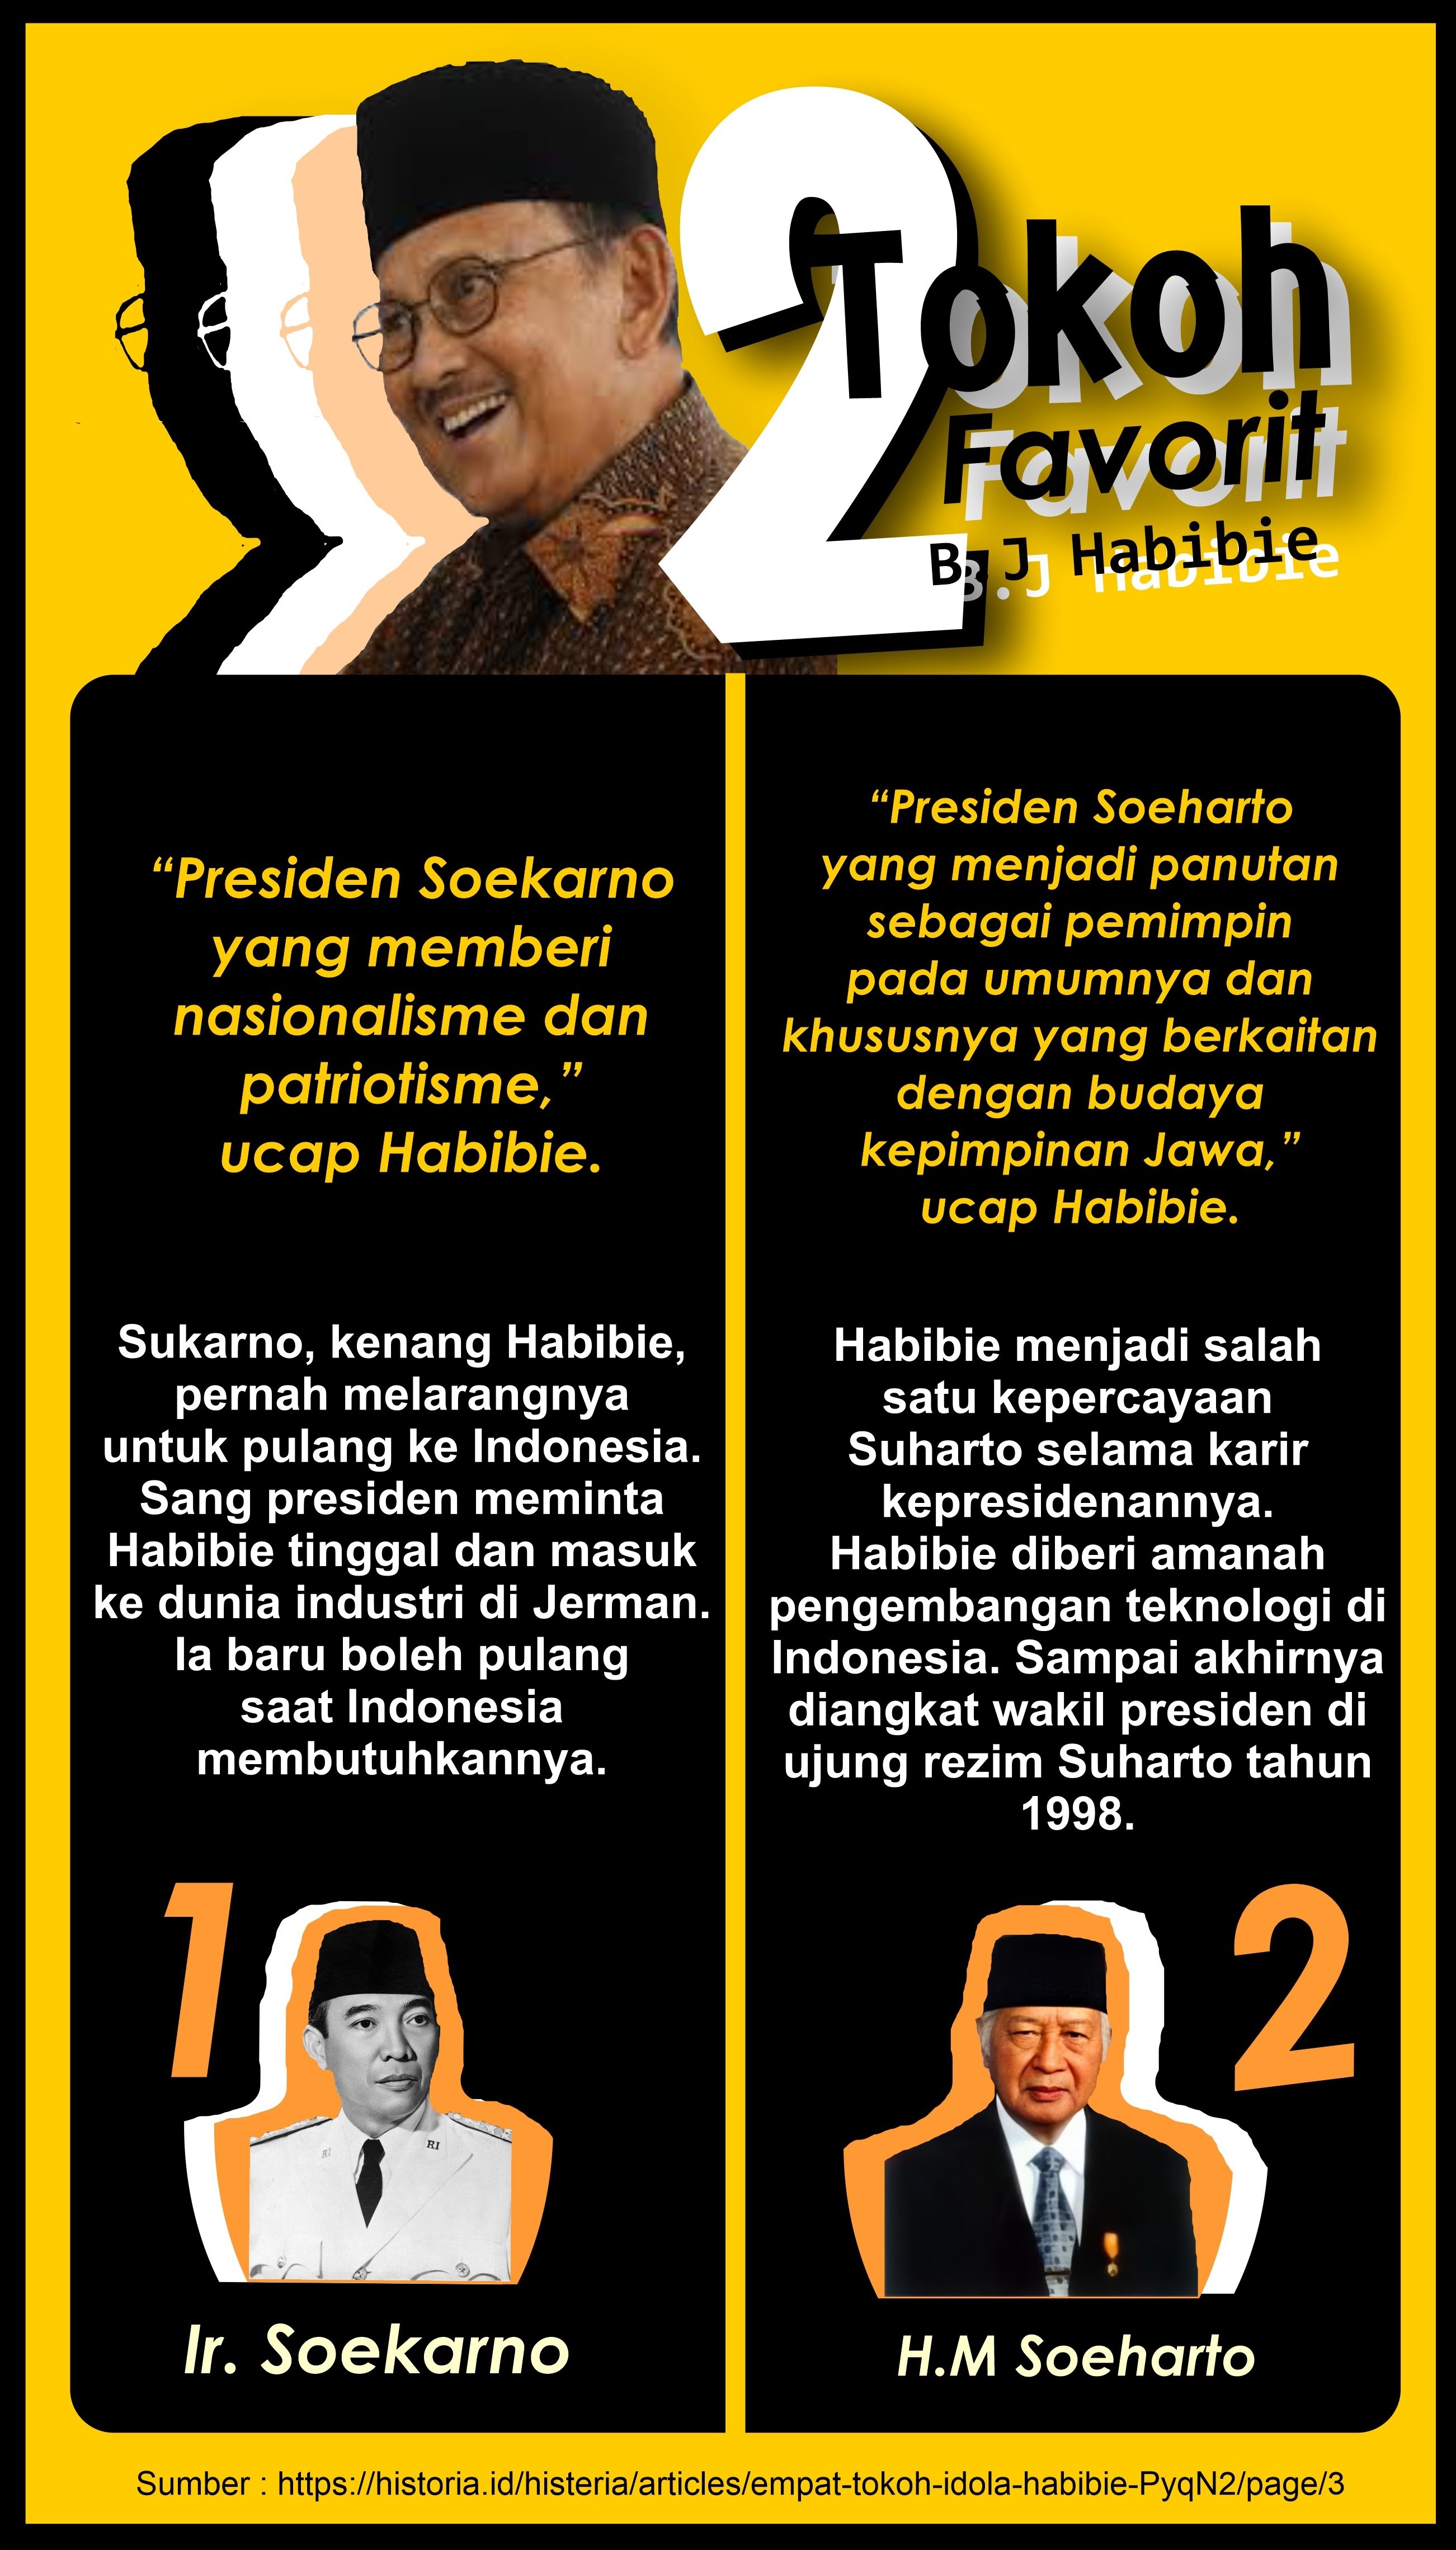 2
Tokoh
Favorit
B.J Habibie
“Presiden Soekarno
yang memberi
nasionalisme dan
patriotisme,”
ucap Habibie.
Sukarno, kenang Habibie,
pernah melarangnya
untuk pulang ke Indonesia.
Sang presiden meminta
Habibie tinggal dan masuk
ke dunia industri di Jerman.
Ia baru boleh pulang
saat Indonesia
membutuhkannya.
1
RI
RI
Ir. Soekarno
“Presiden Soeharto
yang menjadi panutan
sebagai pemimpin
pada umumnya dan
khususnya yang berkaitan
dengan budaya
kepimpinan Jawa,”
ucap Habibie.
Habibie menjadi salah
satu kepercayaan
Suharto selama karir
kepresidenannya.
Habibie diberi amanah
pengembangan teknologi di
Indonesia. Sampai akhirnya
diangkat wakil presiden di
ujung rezim Suharto tahun
1998.
2
H.M Soeharto
Sumber : https://historia.id/histeria/articles/empat-tokoh-idola-habibie-PyqN2/page/3